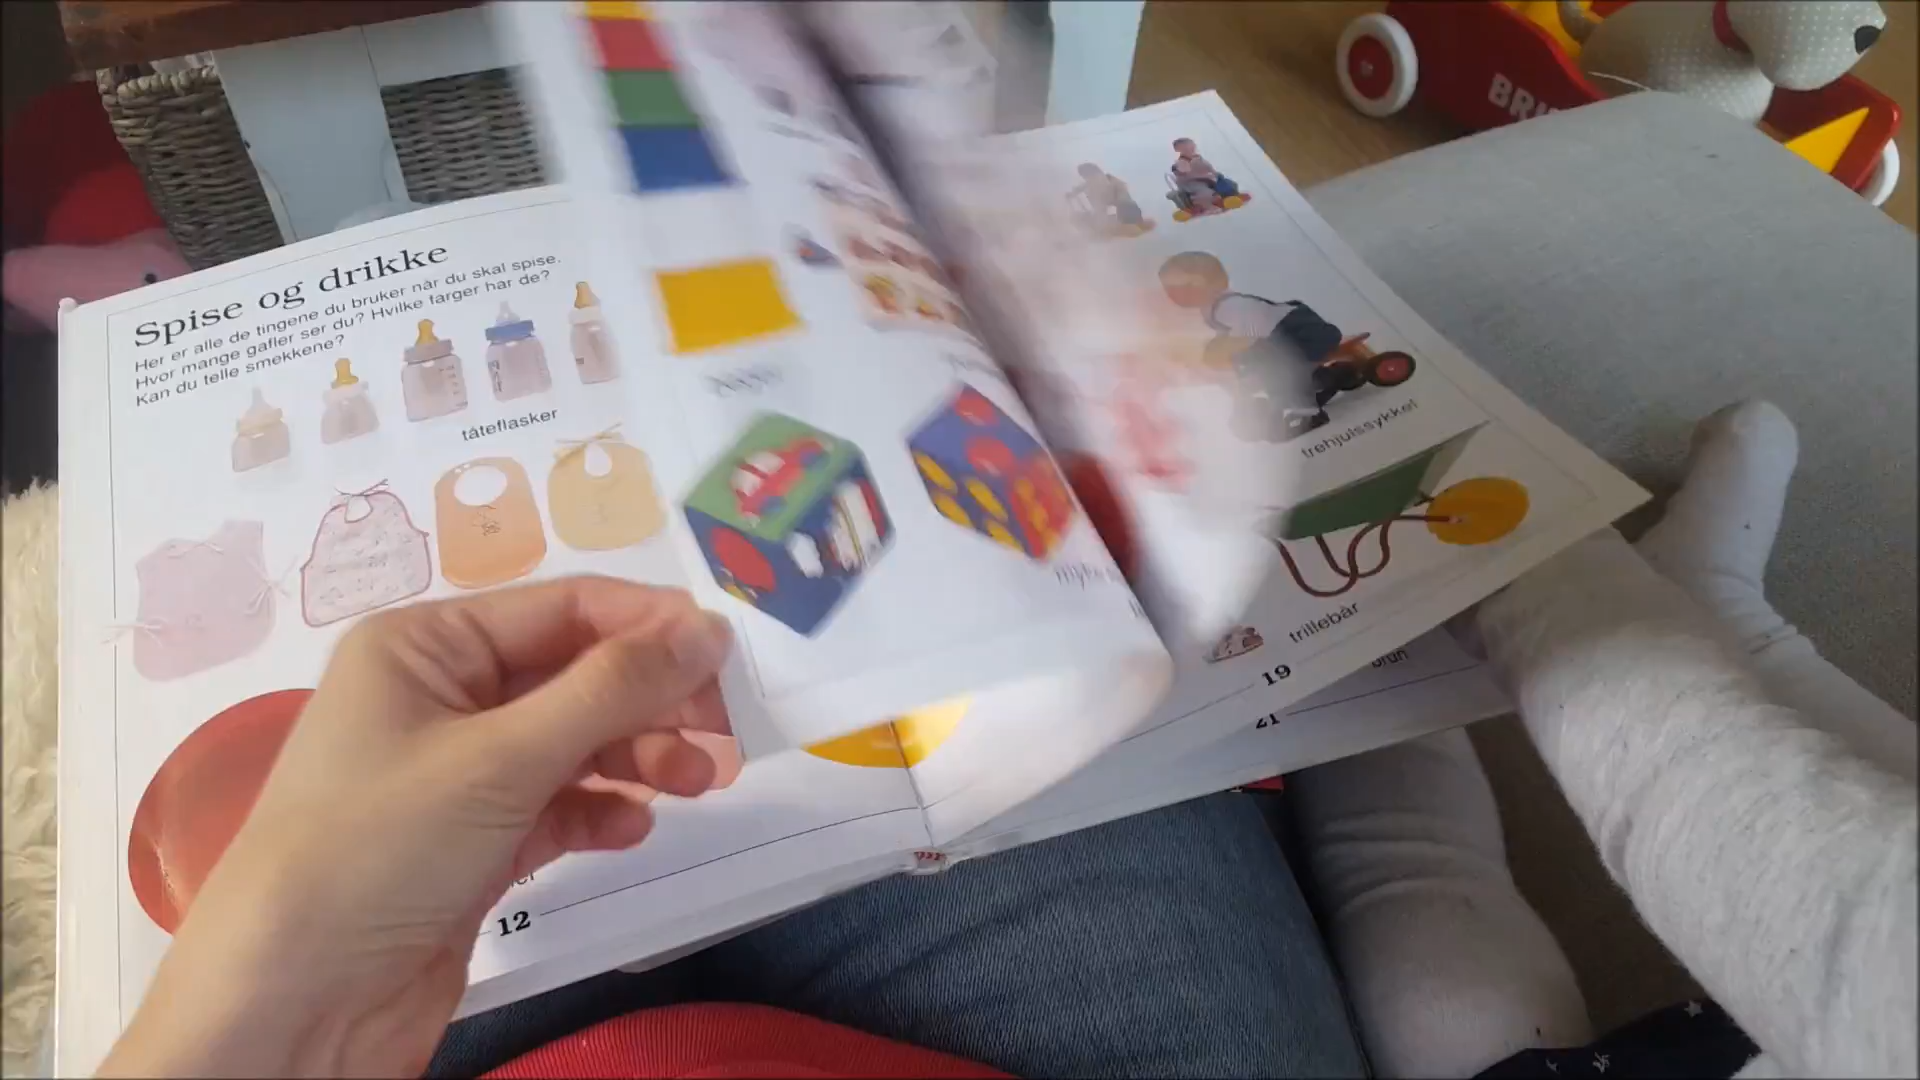 Spise og drikke
Her er alle de tingene du bruker når du skal spise.
Hvor mange gafler ser du? Hvilke farger har de?
Kan du telle smekkene?
tåteflasker
12
trehjulssykkel
trillebår
19
brun
21